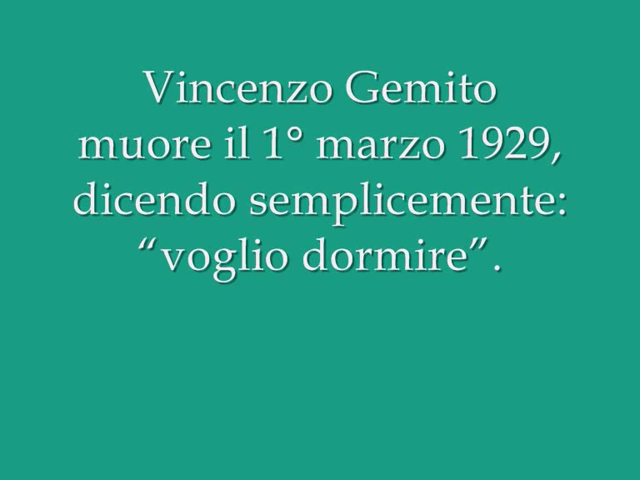 Vincenzo Gemito
muore il 1° marzo 1929,
dicendo semplicemente:
“voglio dormire”.